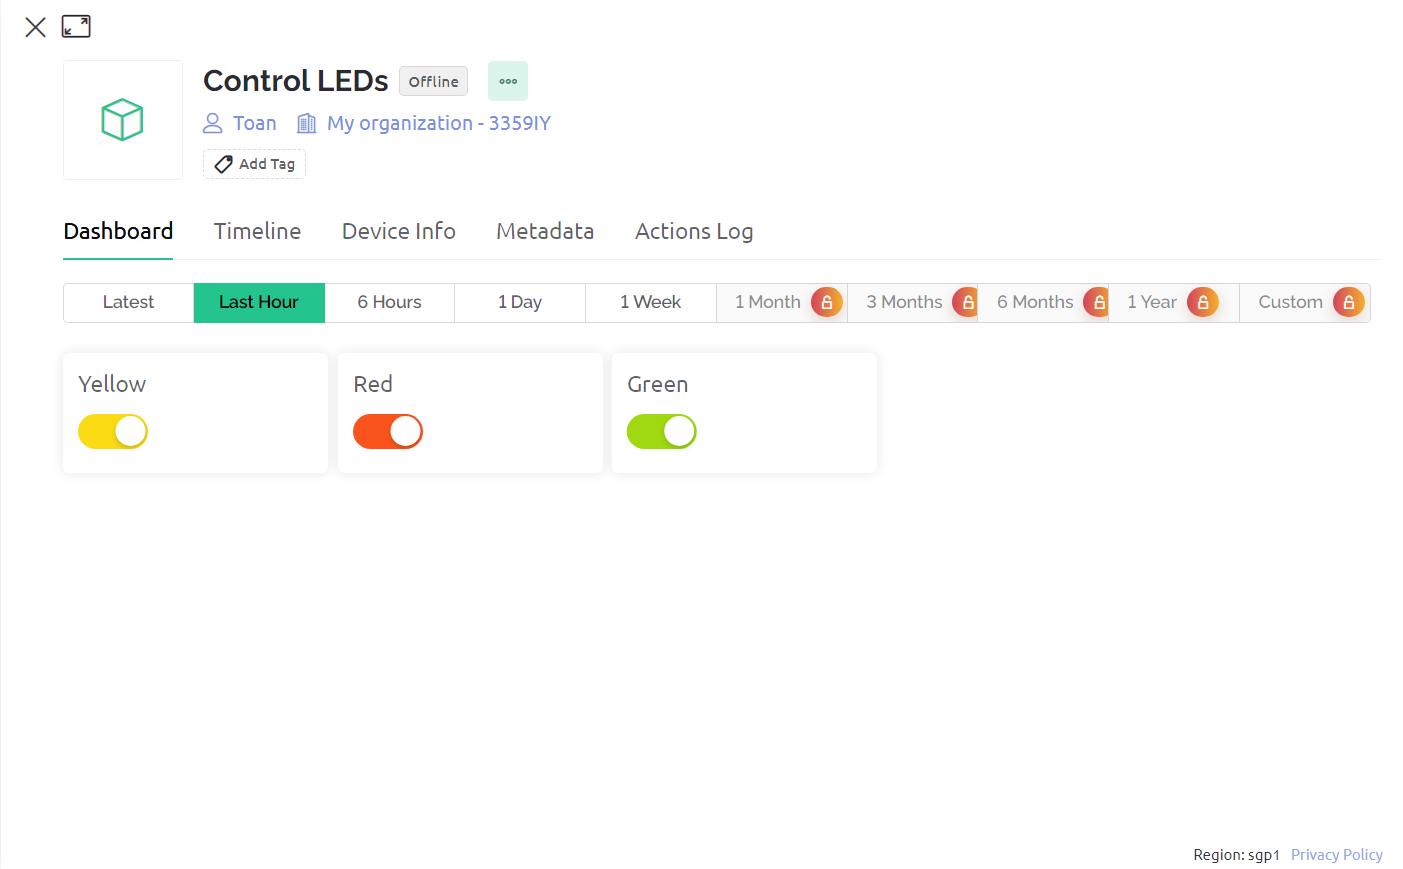 Control LEDs Offline
Toan My organization - 3359IY
Add Tag
Dashboard Timeline Device Info Metadata Actions Log
Latest Last Hour 6 Hours 1 Day 1 Week 1 Month 3 Months 6 Months 1 Year Custom
Yellow Red Green
Region: sgp1 Privacy Policy